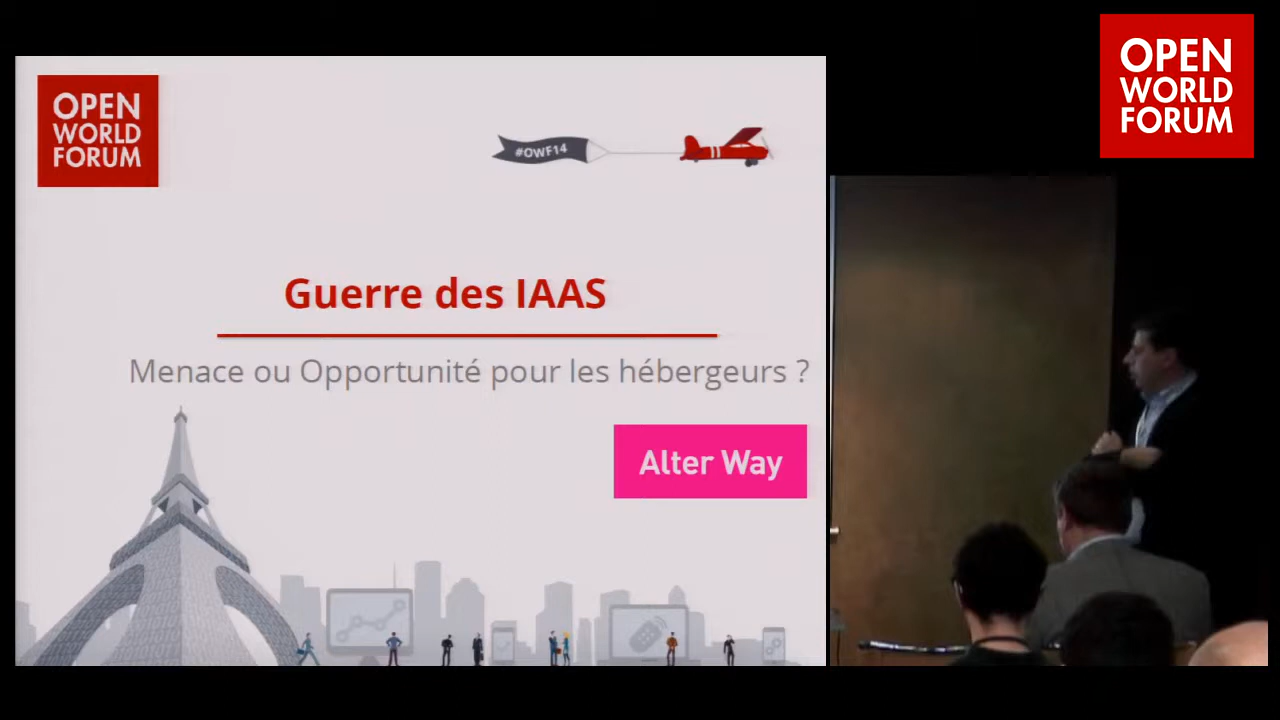 OPEN
WORLD
FORUM
#OWF14
Guerre des IAAS
Menace ou Opportunité pour les hébergeurs ?
Alter Way
OPEN
WORLD
FORUM